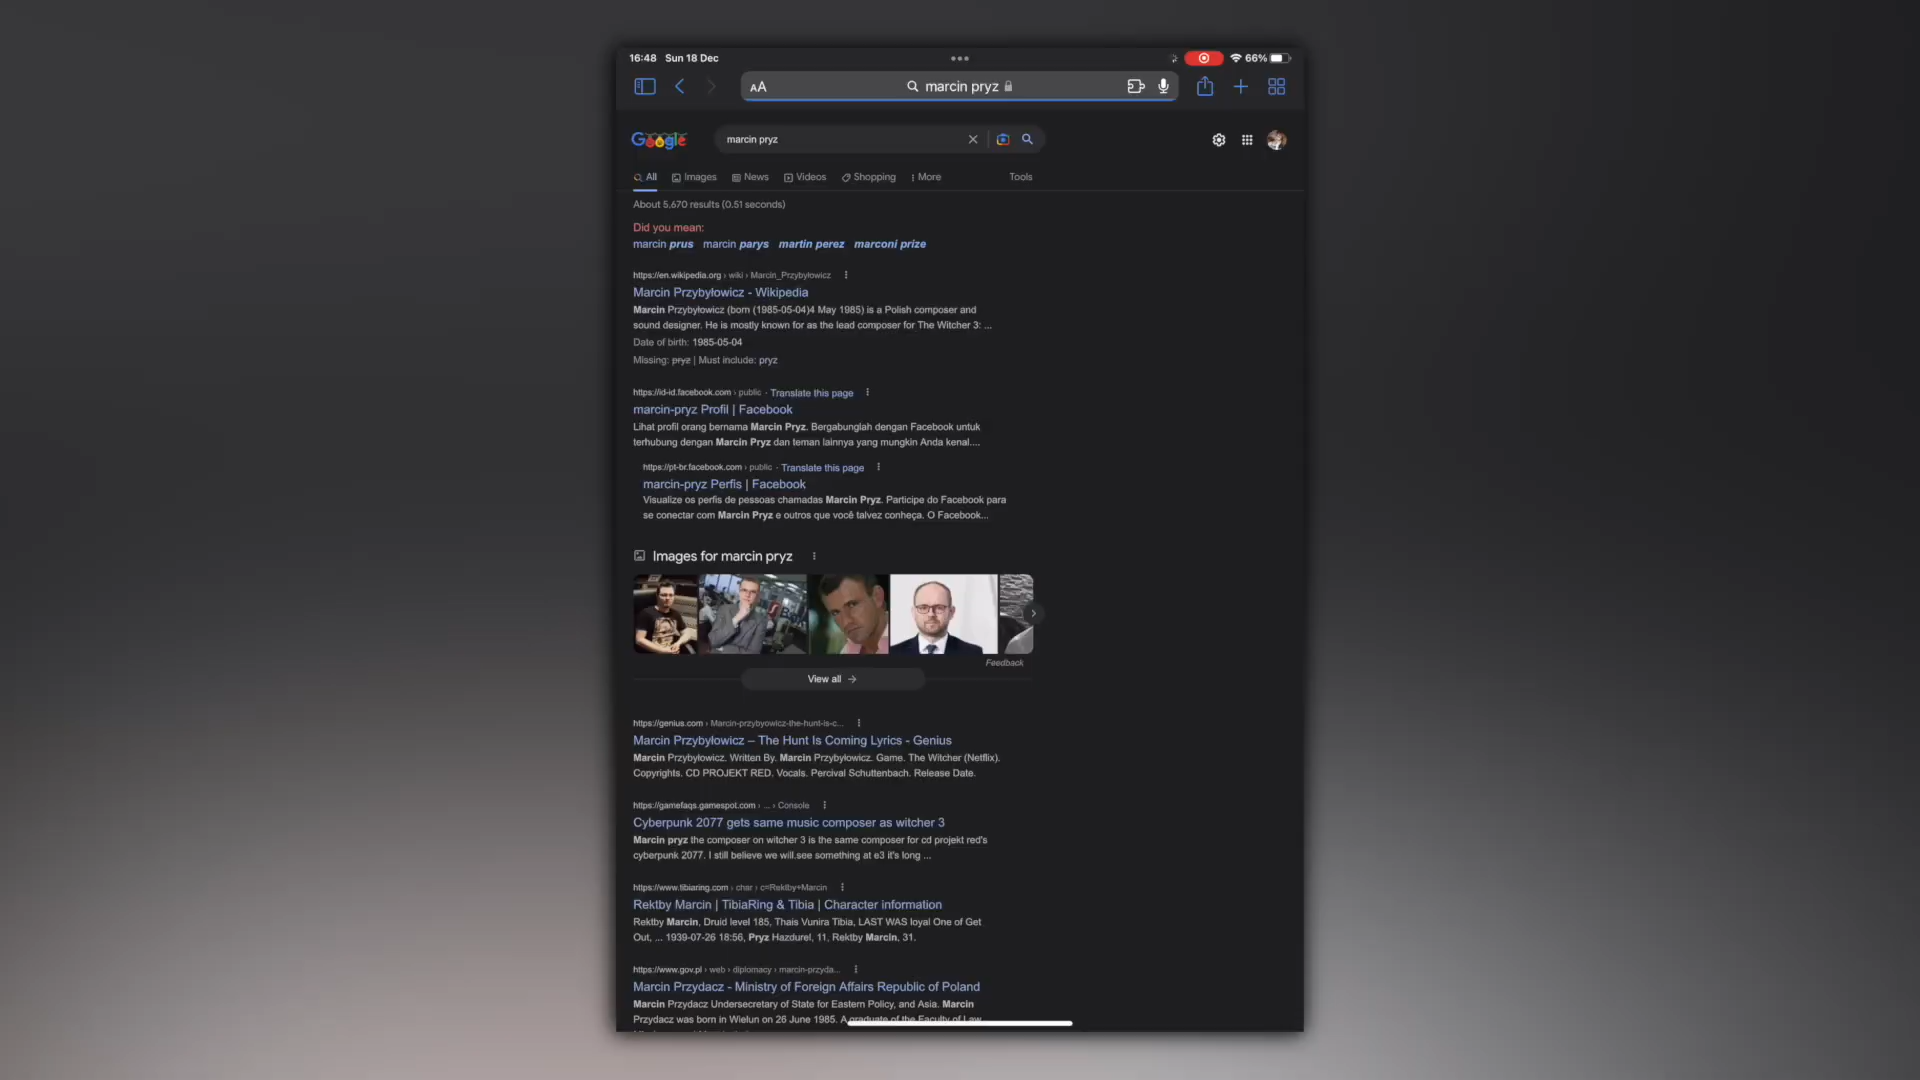 16:48 Sun 18 Dec
66%
AA marcin pryz
Google marcin pryz
All Images News Videos Shopping More Tools
About 5,670 results (0.51 seconds)
Did you mean:
marcin prus marcin parys martin perez marconi prize
https://en.wikipedia.org › wiki › Marcin_Przybyłowicz
Marcin Przybyłowicz - Wikipedia
Marcin Przybyłowicz (born (1985-05-04)4 May 1985) is a Polish composer and
sound designer. He is mostly known for as the lead composer for The Witcher 3: ...
Date of birth: 1985-05-04
Missing: pryz | Must include: pryz
https://id-id.facebook.com › public · Translate this page
marcin-pryz Profil | Facebook
Lihat profil orang bernama Marcin Pryz. Bergabunglah dengan Facebook untuk
terhubung dengan Marcin Pryz dan teman lainnya yang mungkin Anda kenal....
https://pt-br.facebook.com › public · Translate this page
marcin-pryz Perfis | Facebook
Visualize os perfis de pessoas chamadas Marcin Pryz. Participe do Facebook para
se conectar com Marcin Pryz e outros que você talvez conheça. O Facebook...
Images for marcin pryz
Feedback
View all
https://genius.com › Marcin-przybyowicz-the-hunt-is-c...
Marcin Przybyłowicz – The Hunt Is Coming Lyrics - Genius
Marcin Przybyłowicz. Written By. Marcin Przybyłowicz. Game. The Witcher (Netflix).
Copyrights. CD PROJEKT RED. Vocals. Percival Schuttenbach. Release Date.
https://gamefaqs.gamespot.com › ... › Console
Cyberpunk 2077 gets same music composer as witcher 3
Marcin pryz the composer on witcher 3 is the same composer for cd projekt red's
cyberpunk 2077. I still believe we will.see something at e3 it's long ...
https://www.tibiaring.com › char › c=Rektby+Marcin
Rektby Marcin | TibiaRing & Tibia | Character information
Rektby Marcin, Druid level 185, Thais Vunira Tibia, LAST WAS loyal One of Get
Out, ... 1939-07-26 18:56, Pryz Hazdurel, 11, Rektby Marcin, 31.
https://www.gov.pl › web › diplomacy › marcin-przyda...
Marcin Przydacz - Ministry of Foreign Affairs Republic of Poland
Marcin Przydacz Undersecretary of State for Eastern Policy, and Asia. Marcin
Przydacz was born in Wielun on 26 June 1985. A graduate of the Faculty of Law